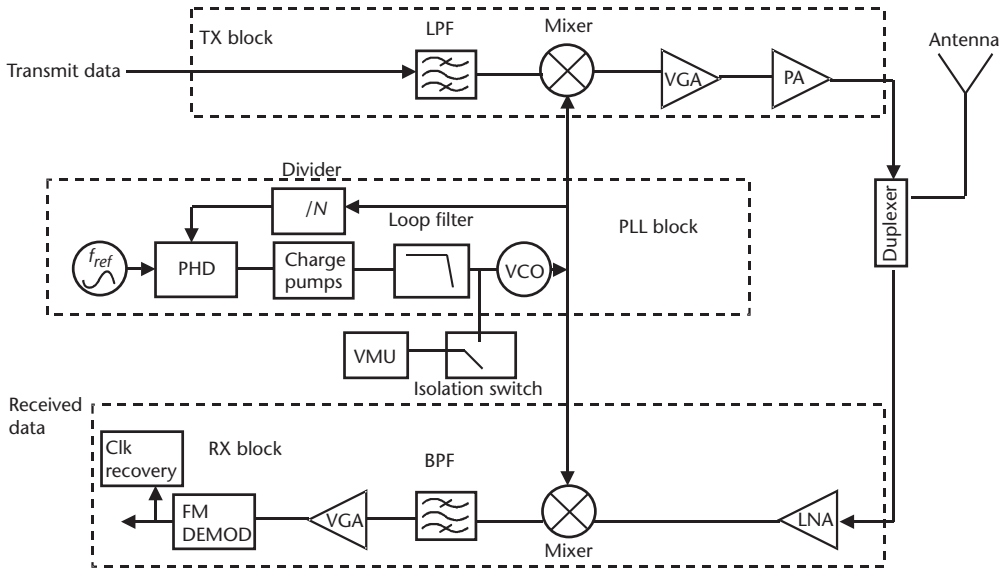 TX block
LPF
Mixer
Antenna
Transmit data
VGA
PA
Divider
/N
Loop filter
PLL block
Duplexer
fref
PHD
Charge
pumps
VCO
VMU
Isolation switch
Received
data
RX block
Clk
recovery
BPF
FM
DEMOD
VGA
LNA
Mixer